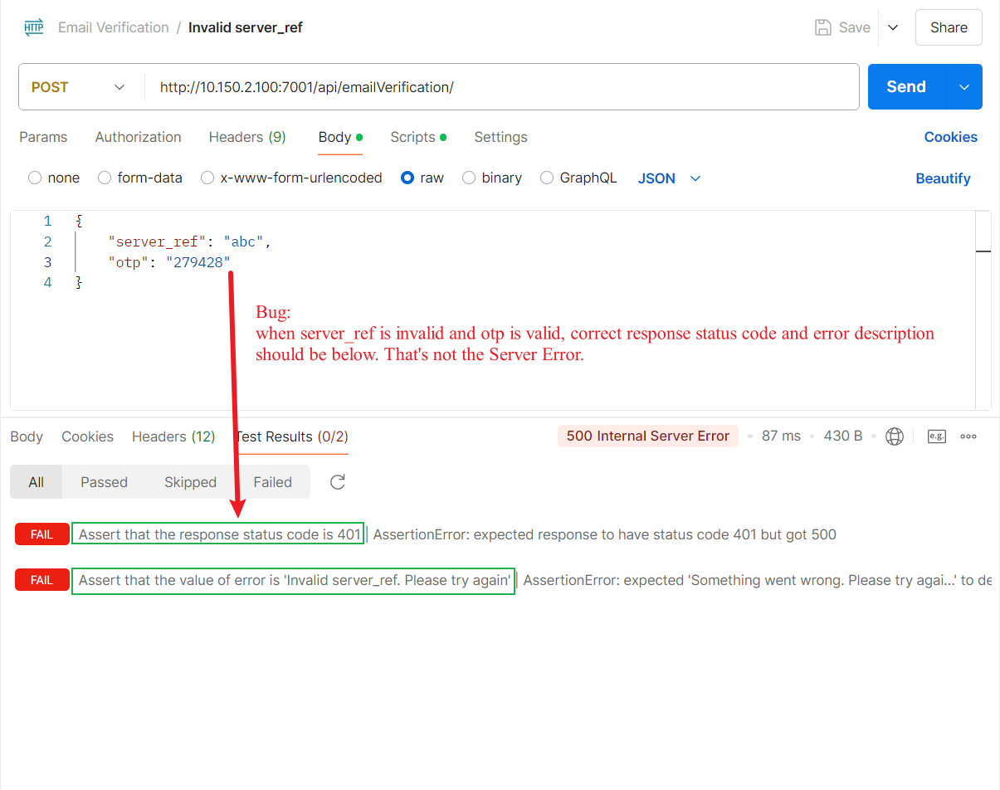 HTTP Email Verification / Invalid server_ref Save Share
POST http://10.150.2.100:7001/api/emailVerification/ Send
Params Authorization Headers (9) Body Scripts Settings Cookies
none form-data x-www-form-urlencoded raw binary GraphQL JSON Beautify
1 {
2 "server_ref": "abc",
3 "otp": "279428"
4 }
Bug:
when server_ref is invalid and otp is valid, correct response status code and error description
should be below. That's not the Server Error.
Body Cookies Headers (12) Test Results (0/2) 500 Internal Server Error 87 ms 430 B e.g.
All Passed Skipped Failed
FAIL Assert that the response status code is 401 | AssertionError: expected response to have status code 401 but got 500
FAIL Assert that the value of error is 'Invalid server_ref. Please try again' | AssertionError: expected 'Something went wrong. Please try agai...' to de